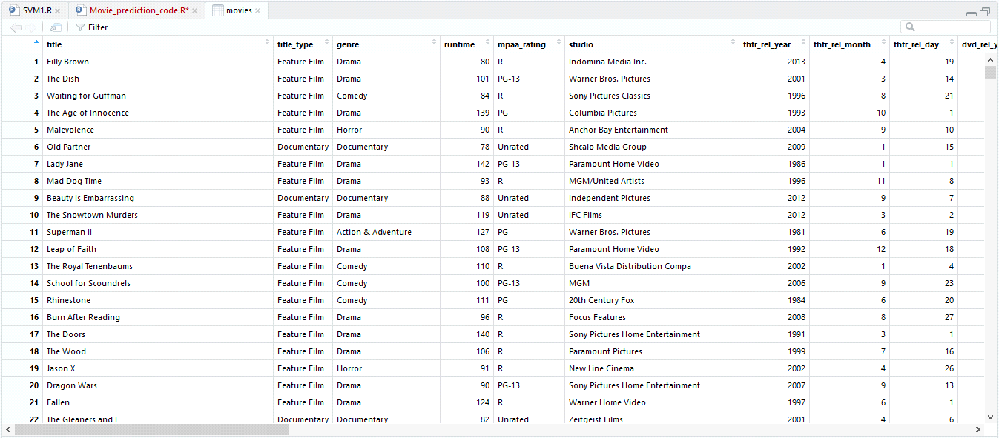 SVM1.R Movie_prediction_code.R* movies
Filter
title title_type genre runtime mpaa_rating studio thtr_rel_year thtr_rel_month thtr_rel_day dvd_rel_y
1 Filly Brown Feature Film Drama 80 R Indomina Media Inc. 2013 4 19
2 The Dish Feature Film Drama 101 PG-13 Warner Bros. Pictures 2001 3 14
3 Waiting for Guffman Feature Film Comedy 84 R Sony Pictures Classics 1996 8 21
4 The Age of Innocence Feature Film Drama 139 PG Columbia Pictures 1993 10 1
5 Malevolence Feature Film Horror 90 R Anchor Bay Entertainment 2004 9 10
6 Old Partner Documentary Documentary 78 Unrated Shcalo Media Group 2009 1 15
7 Lady Jane Feature Film Drama 142 PG-13 Paramount Home Video 1986 1 1
8 Mad Dog Time Feature Film Drama 93 R MGM/United Artists 1996 11 8
9 Beauty Is Embarrassing Documentary Documentary 88 Unrated Independent Pictures 2012 9 7
10 The Snowtown Murders Feature Film Drama 119 Unrated IFC Films 2012 3 2
11 Superman II Feature Film Action & Adventure 127 PG Warner Bros. Pictures 1981 6 19
12 Leap of Faith Feature Film Drama 108 PG-13 Paramount Home Video 1992 12 18
13 The Royal Tenenbaums Feature Film Comedy 110 R Buena Vista Distribution Compa 2002 1 4
14 School for Scoundrels Feature Film Comedy 100 PG-13 MGM 2006 9 23
15 Rhinestone Feature Film Comedy 111 PG 20th Century Fox 1984 6 20
16 Burn After Reading Feature Film Drama 96 R Focus Features 2008 8 27
17 The Doors Feature Film Drama 140 R Sony Pictures Home Entertainment 1991 3 1
18 The Wood Feature Film Drama 106 R Paramount Pictures 1999 7 16
19 Jason X Feature Film Horror 91 R New Line Cinema 2002 4 26
20 Dragon Wars Feature Film Drama 90 PG-13 Sony Pictures Home Entertainment 2007 9 13
21 Fallen Feature Film Drama 124 R Warner Home Video 1997 6 1
22 The Gleaners and I Documentary Documentary 82 Unrated Zeitgeist Films 2001 4 6